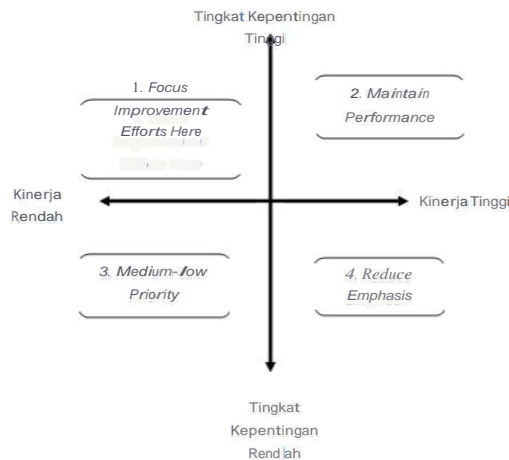 Tingkat Kepentingan
Tinggi
1. Focus
Improvement
Efforts Here
2. Maintain
Performance
Kinerja
Rendah
Kinerja Tinggi
3. Medium-low
Priority
4. Reduce
Emphasis
Tingkat
Kepentingan
Rendah